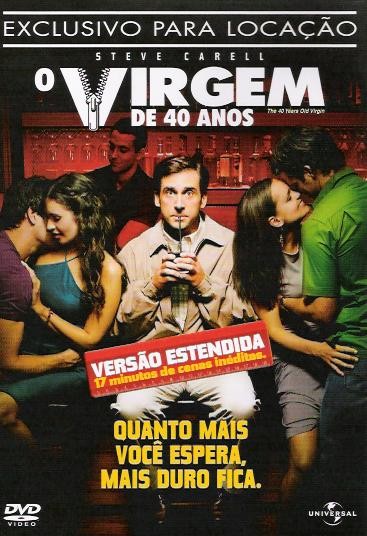 EXCLUSIVO PARA LOCAÇÃO
STEVE CARELL
O VIRGEM
DE 40 ANOS
The 40 Years Old Virgin
VERSÃO ESTENDIDA
17 minutos de cenas inéditas.
QUANTO MAIS
VOCÊ ESPERA,
MAIS DURO FICA.
DVD
VIDEO
UNIVERSAL